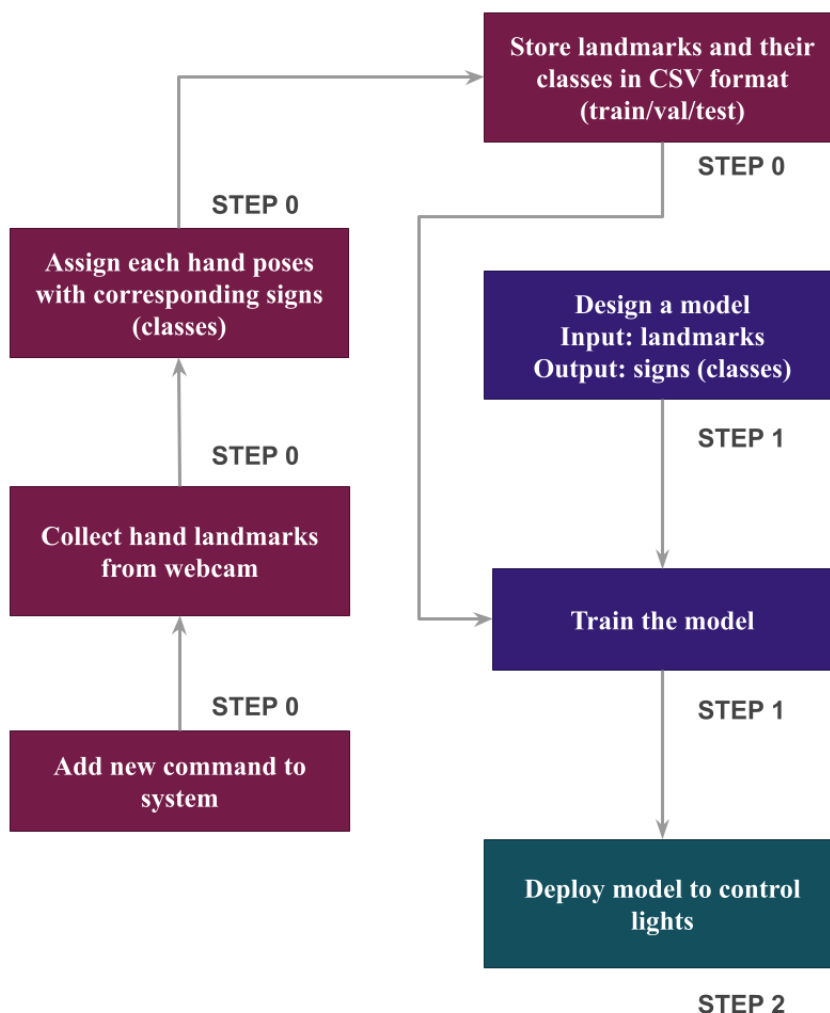 Store landmarks and their
classes in CSV format
(train/val/test)
STEP 0
STEP 0
Assign each hand poses
with corresponding signs
(classes)
Design a model
Input: landmarks
Output: signs (classes)
STEP 1
STEP 0
Collect hand landmarks
from webcam
Train the model
STEP 1
STEP 0
Add new command to
system
Deploy model to control
lights
STEP 2